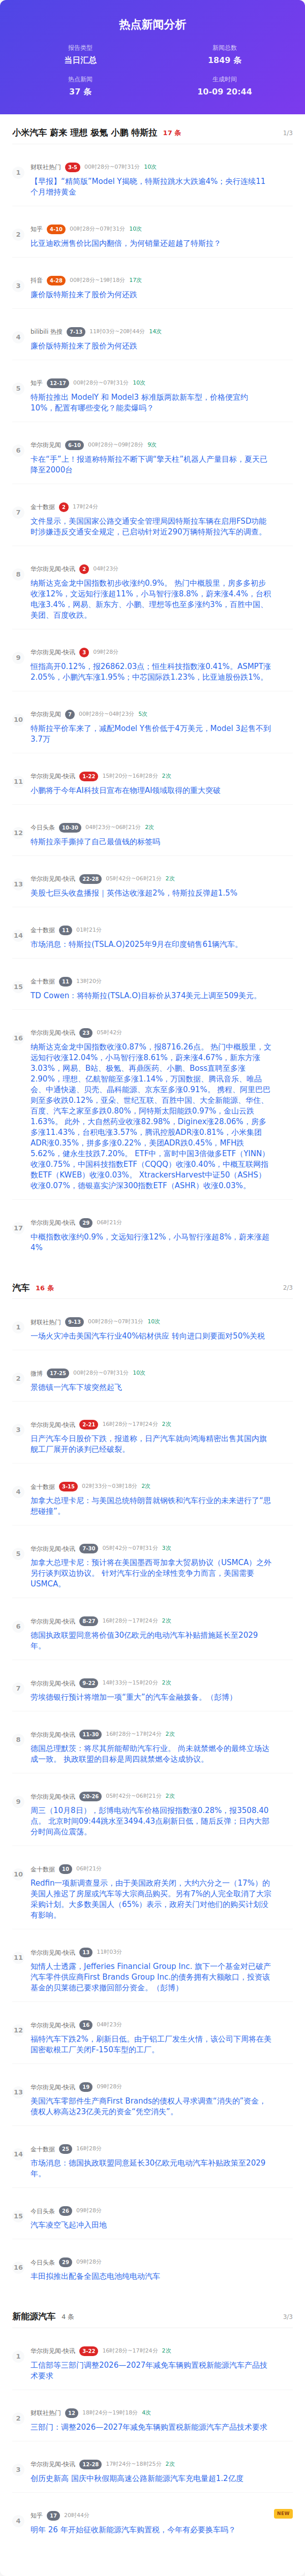 热点新闻分析
报告类型
新闻总数
当日汇总
1849 条
热点新闻
生成时间
37 条
10-09 20:44
小米汽车 蔚来 理想 极氪 小鹏 特斯拉 17 条
1/3
1
财联社热门 3-5 00时28分~07时31分 10次
【早报】“精简版”Model Y揭晓，特斯拉跳水大跌逾4%；央行连续11
个月增持黄金
2
知乎 4-10 00时28分~07时31分 10次
比亚迪欧洲售价比国内翻倍，为何销量还超越了特斯拉？
3
抖音 4-28 00时28分~19时18分 17次
廉价版特斯拉来了股价为何还跌
4
bilibili 热搜 7-13 11时03分~20时44分 14次
廉价版特斯拉来了股价为何还跌
5
知乎 12-17 00时28分~07时31分 10次
特斯拉推出 ModelY 和 Model3 标准版两款新车型，价格便宜约
10%，配置有哪些变化？能卖爆吗？
6
华尔街见闻 6-10 00时28分~09时28分 9次
卡在“手”上！报道称特斯拉不断下调“擎天柱”机器人产量目标，夏天已
降至2000台
7
金十数据 2 17时24分
文件显示，美国国家公路交通安全管理局因特斯拉车辆在启用FSD功能
时涉嫌违反交通安全规定，已启动针对近290万辆特斯拉汽车的调查。
8
华尔街见闻-快讯 2 04时23分
纳斯达克金龙中国指数初步收涨约0.9%。 热门中概股里，房多多初步
收涨12%，文远知行涨超11%，小马智行涨8.8%，蔚来涨4.4%，台积
电涨3.4%，网易、新东方、小鹏、理想等也至多涨约3%，百胜中国、
美团、百度收跌。
9
华尔街见闻-快讯 3 09时28分
恒指高开0.12%，报26862.03点；恒生科技指数涨0.41%。ASMPT涨
2.05%，小鹏汽车涨1.95%；中芯国际跌1.23%，比亚迪股份跌1%。
10
华尔街见闻 7 00时28分~04时23分 5次
特斯拉平价车来了，减配Model Y售价低于4万美元，Model 3起售不到
3.7万
11
华尔街见闻-快讯 1-22 15时20分~16时28分 2次
小鹏将于今年AI科技日宣布在物理AI领域取得的重大突破
12
今日头条 10-30 04时23分~06时21分 2次
特斯拉亲手撕掉了自己最值钱的标签吗
13
华尔街见闻-快讯 22-28 05时42分~06时21分 2次
美股七巨头收盘播报｜英伟达收涨超2%，特斯拉反弹超1.5%
14
金十数据 11 01时21分
市场消息：特斯拉(TSLA.O)2025年9月在印度销售61辆汽车。
15
金十数据 11 13时20分
TD Cowen：将特斯拉(TSLA.O)目标价从374美元上调至509美元。
16
华尔街见闻-快讯 23 05时42分
纳斯达克金龙中国指数收涨0.87%，报8716.26点。 热门中概股里，文
远知行收涨12.04%，小马智行涨8.61%，蔚来涨4.67%，新东方涨
3.03%，网易、B站、极氪、再鼎医药、小鹏、Boss直聘至多涨
2.90%，理想、亿航智能至多涨1.14%，万国数据、腾讯音乐、唯品
会、中通快递、贝壳、晶科能源、京东至多涨0.91%。 携程、阿里巴巴
则至多收跌0.12%，亚朵、世纪互联、百胜中国、大全新能源、华住、
百度、汽车之家至多跌0.80%，阿特斯太阳能跌0.97%，金山云跌
1.63%。 此外，大自然药业收涨82.98%，Diginex涨28.06%，房多
多涨11.43%，台积电涨3.57%，腾讯控股ADR涨0.81%，小米集团
ADR涨0.35%，拼多多涨0.22%，美团ADR跌0.45%，MFH跌
5.62%，健永生技跌7.20%。 ETF中，富时中国3倍做多ETF（YINN）
收涨0.75%，中国科技指数ETF（CQQQ）收涨0.40%，中概互联网指
数ETF（KWEB）收涨0.03%。 XtrackersHarvest中证50（ASHS）
收涨0.07%，德银嘉实沪深300指数ETF（ASHR）收涨0.03%。
17
华尔街见闻-快讯 29 06时21分
中概指数收涨约0.9%，文远知行涨12%，小马智行涨超8%，蔚来涨超
4%
汽车 16 条
2/3
1
财联社热门 9-13 00时28分~07时31分 10次
一场火灾冲击美国汽车行业40%铝材供应 转向进口则要面对50%关税
2
微博 17-25 00时28分~07时31分 10次
景德镇一汽车下坡突然起飞
3
华尔街见闻-快讯 2-21 16时28分~17时24分 2次
日产汽车今日股价下跌，报道称，日产汽车就向鸿海精密出售其国内旗
舰工厂展开的谈判已经破裂。
4
金十数据 3-15 02时33分~03时18分 2次
加拿大总理卡尼：与美国总统特朗普就钢铁和汽车行业的未来进行了“思
想碰撞”。
5
华尔街见闻-快讯 7-30 05时42分~07时31分 3次
加拿大总理卡尼：预计将在美国墨西哥加拿大贸易协议（USMCA）之外
另行谈判双边协议。 针对汽车行业的全球性竞争力而言，美国需要
USMCA。
6
华尔街见闻-快讯 8-27 16时28分~17时24分 2次
德国执政联盟同意将价值30亿欧元的电动汽车补贴措施延长至2029
年。
7
华尔街见闻-快讯 9-22 14时33分~15时20分 2次
劳埃德银行预计将增加一项“重大”的汽车金融拨备。（彭博）
8
华尔街见闻-快讯 11-30 16时28分~17时24分 2次
德国总理默茨：将尽其所能帮助汽车行业。 尚未就禁燃令的最终立场达
成一致。 执政联盟的目标是周四就禁燃令达成协议。
9
华尔街见闻-快讯 20-26 05时42分~06时21分 2次
周三（10月8日），彭博电动汽车价格回报指数涨0.28%，报3508.40
点。 北京时间09:44跳水至3494.43点刷新日低，随后反弹；日内大部
分时间高位震荡。
10
金十数据 10 06时21分
Redfin一项新调查显示，由于美国政府关闭，大约六分之一（17%）的
美国人推迟了房屋或汽车等大宗商品购买。另有7%的人完全取消了大宗
采购计划。大多数美国人（65%）表示，政府关门对他们的购买计划没
有影响。
11
华尔街见闻-快讯 13 11时03分
知情人士透露，Jefferies Financial Group Inc. 旗下一个基金对已破产
汽车零件供应商First Brands Group Inc.的债务拥有大额敞口，投资该
基金的贝莱德已要求撤回部分资金。（彭博）
12
华尔街见闻-快讯 16 04时23分
福特汽车下跌2%，刷新日低。由于铝工厂发生火情，该公司下周将在美
国密歇根工厂关闭F-150车型的工厂。
13
华尔街见闻-快讯 19 09时28分
美国汽车零部件生产商First Brands的债权人寻求调查“消失的”资金，
债权人称高达23亿美元的资金“凭空消失”。
14
金十数据 25 16时28分
市场消息：德国执政联盟同意延长30亿欧元电动汽车补贴政策至2029
年。
15
今日头条 26 09时28分
汽车凌空飞起冲入田地
16
今日头条 29 09时28分
丰田拟推出配备全固态电池纯电动汽车
新能源汽车 4 条
3/3
1
华尔街见闻-快讯 3-22 16时28分~17时24分 2次
工信部等三部门调整2026—2027年减免车辆购置税新能源汽车产品技
术要求
2
财联社热门 12 18时24分~19时18分 4次
三部门：调整2026—2027年减免车辆购置税新能源汽车产品技术要求
3
华尔街见闻-快讯 12-28 17时24分~18时25分 2次
创历史新高 国庆中秋假期高速公路新能源汽车充电量超1.2亿度
4
知乎 17 20时44分
NEW
明年 26 年开始征收新能源汽车购置税，今年有必要换车吗？